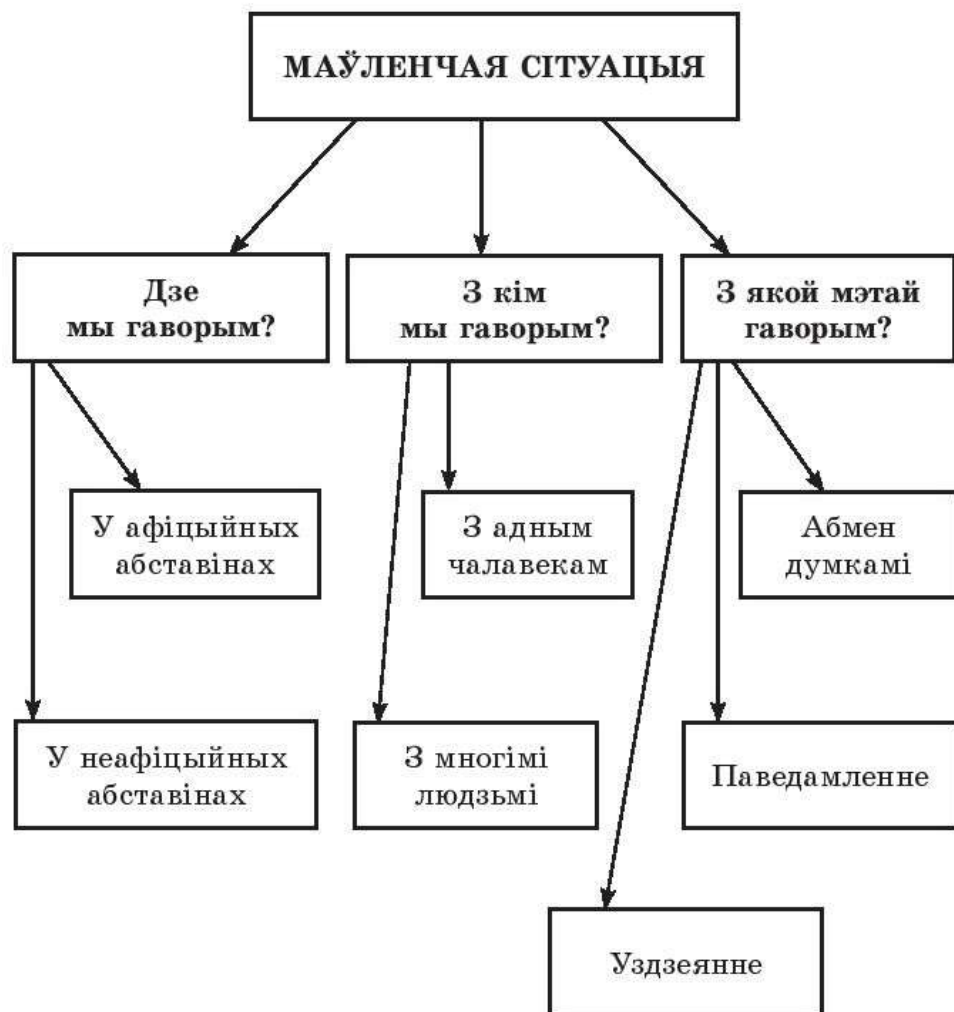 МАЎЛЕНЧАЯ СІТУАЦЫЯ
Дзе
мы гаворым?
З кім
мы гаворым?
З якой мэтай
гаворым?
У афіцыйных
абставінах
З адным
чалавекам
Абмен
думкамі
У неафіцыйных
абставінах
З многімі
людзьмі
Паведамленне
Уздзеянне